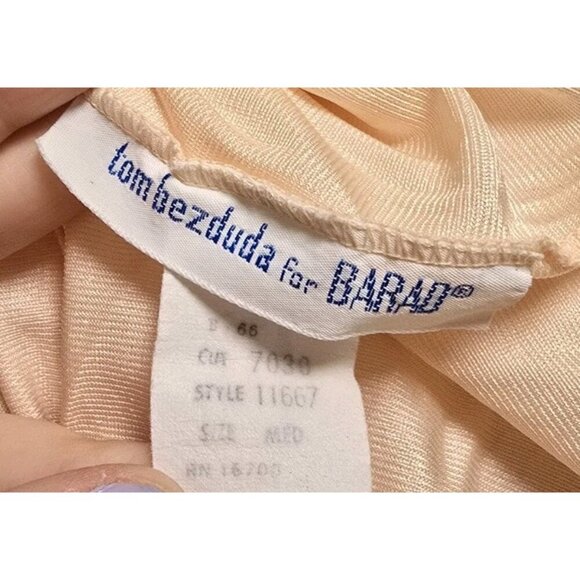 tom bezduda for BARAD®
66
CUT 7030
STYLE 11667
SIZE MED
RN 16700